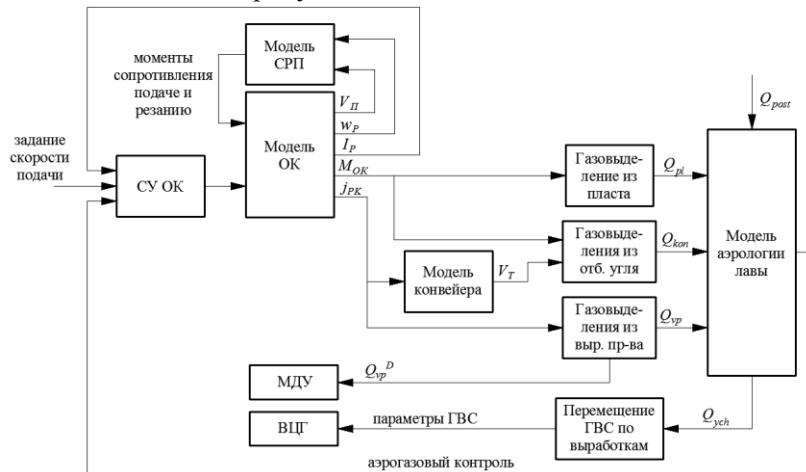 Модель
СРП
моменты
сопротивления
подаче и
резанию
V_П
w_P
I_P
M_OK
j_PK
Модель
ОК
задание
скорости
подачи
СУ ОК
Q_post
Газовыде-
ление из
пласта
Q_pl
Газовыде-
ления из
отб. угля
Q_kon
Модель
аэрологии
лавы
Модель
конвейера
V_T
Газовыде-
ления из
выр. пр-ва
Q_vp
МДУ
Q_vp^D
ВЦГ
параметры ГВС
Перемещение
ГВС по
выработкам
Q_ych
аэрогазовый контроль